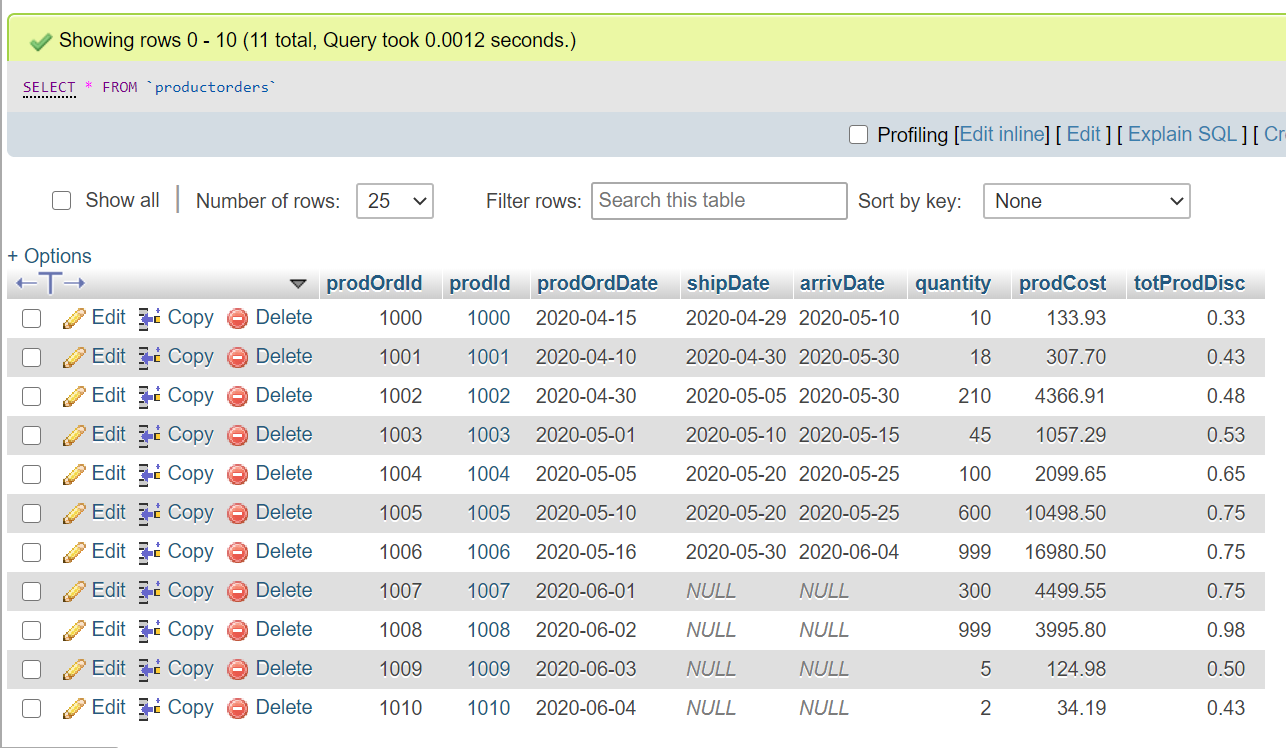 Showing rows 0 - 10 (11 total, Query took 0.0012 seconds.)
SELECT * FROM `productorders`
Profiling [Edit inline] [ Edit ] [ Explain SQL ] [ Cr
Show all | Number of rows: 25 Filter rows: Search this table Sort by key: None
+ Options
←T→ prodOrdId prodId prodOrdDate shipDate arrivDate quantity prodCost totProdDisc
Edit Copy Delete 1000 1000 2020-04-15 2020-04-29 2020-05-10 10 133.93 0.33
Edit Copy Delete 1001 1001 2020-04-10 2020-04-30 2020-05-30 18 307.70 0.43
Edit Copy Delete 1002 1002 2020-04-30 2020-05-05 2020-05-30 210 4366.91 0.48
Edit Copy Delete 1003 1003 2020-05-01 2020-05-10 2020-05-15 45 1057.29 0.53
Edit Copy Delete 1004 1004 2020-05-05 2020-05-20 2020-05-25 100 2099.65 0.65
Edit Copy Delete 1005 1005 2020-05-10 2020-05-20 2020-05-25 600 10498.50 0.75
Edit Copy Delete 1006 1006 2020-05-16 2020-05-30 2020-06-04 999 16980.50 0.75
Edit Copy Delete 1007 1007 2020-06-01 NULL NULL 300 4499.55 0.75
Edit Copy Delete 1008 1008 2020-06-02 NULL NULL 999 3995.80 0.98
Edit Copy Delete 1009 1009 2020-06-03 NULL NULL 5 124.98 0.50
Edit Copy Delete 1010 1010 2020-06-04 NULL NULL 2 34.19 0.43